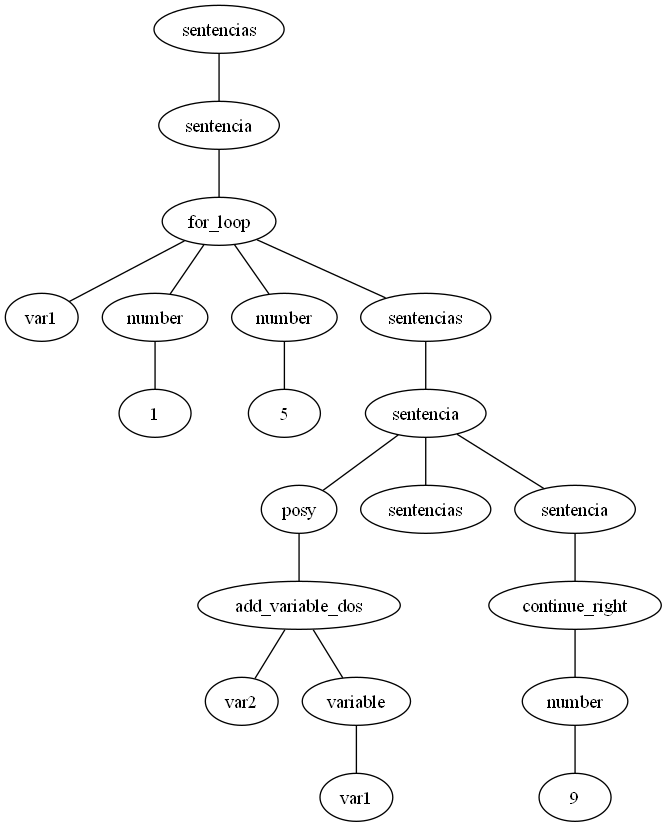 sentencias
sentencia
for_loop
var1
number
number
sentencias
1
5
sentencia
posy
sentencias
sentencia
add_variable_dos
continue_right
var2
variable
number
var1
9